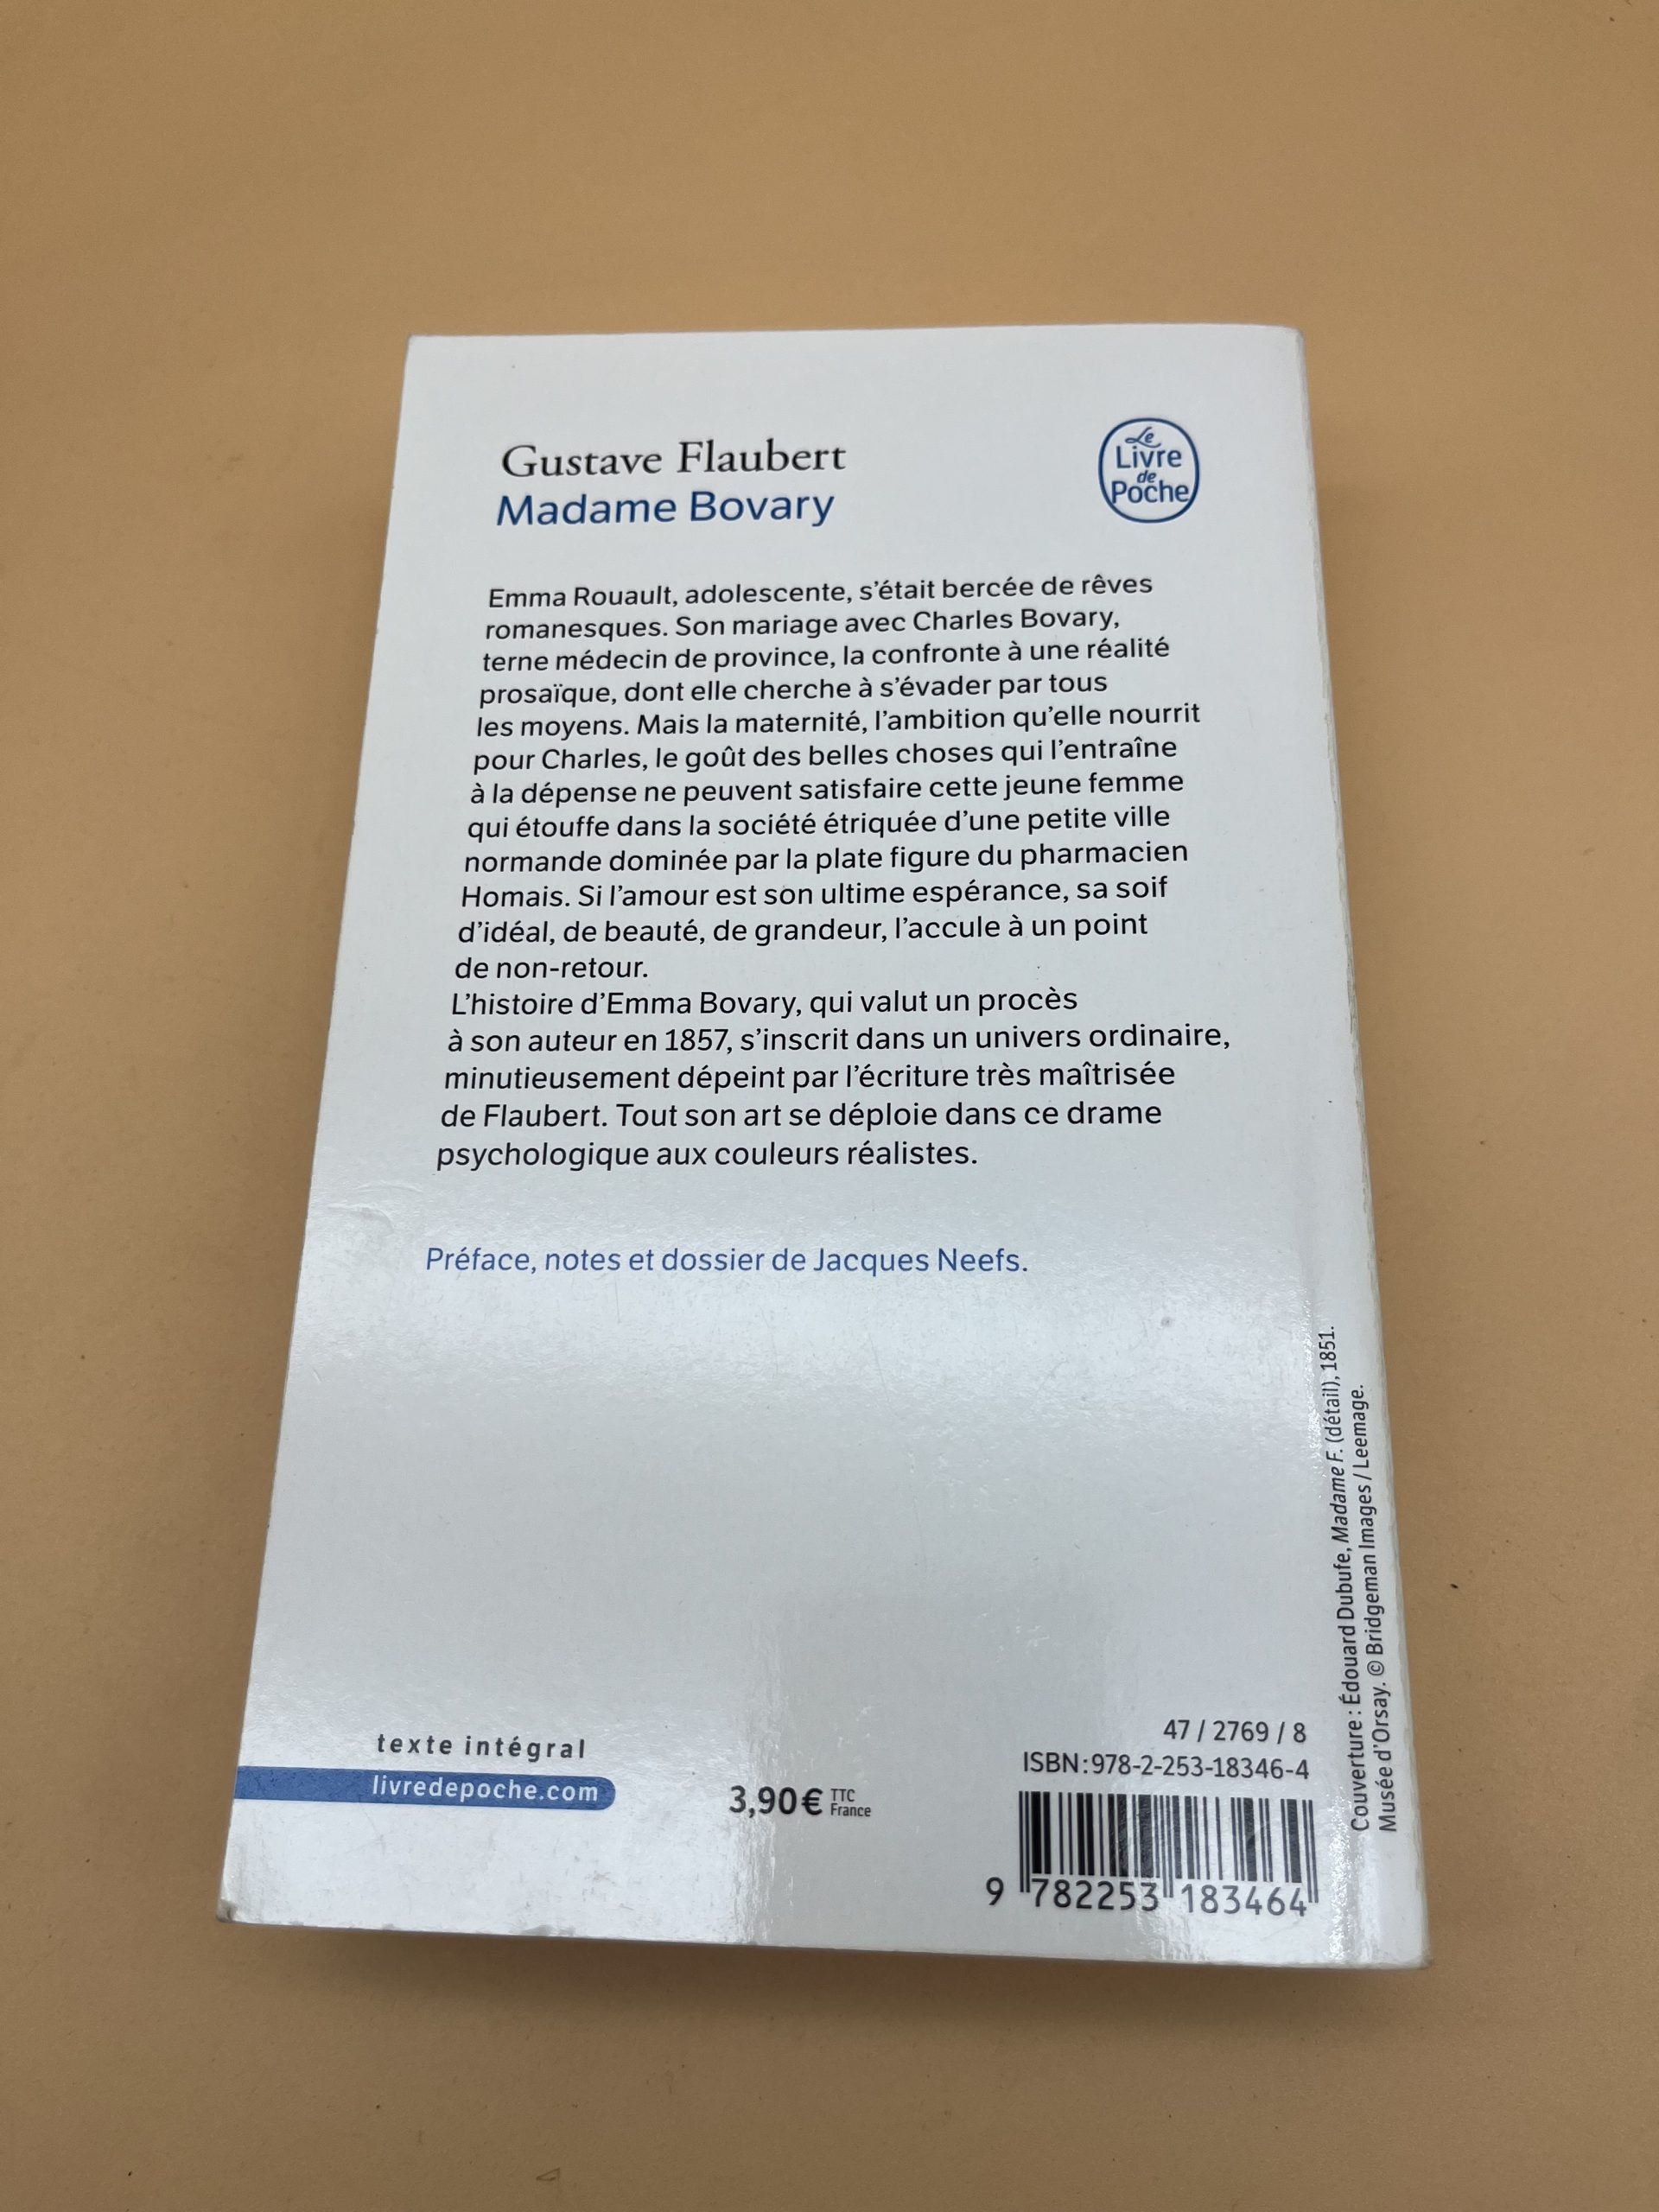 Gustave Flaubert
Madame Bovary
Le
Livre
de
Poche
Emma Rouault, adolescente, s'était bercée de rêves
romanesques. Son mariage avec Charles Bovary,
terne médecin de province, la confronte à une réalité
prosaïque, dont elle cherche à s'évader par tous
les moyens. Mais la maternité, l'ambition qu'elle nourrit
pour Charles, le goût des belles choses qui l'entraîne
à la dépense ne peuvent satisfaire cette jeune femme
qui étouffe dans la société étriquée d'une petite ville
normande dominée par la plate figure du pharmacien
Homais. Si l'amour est son ultime espérance, sa soif
d'idéal, de beauté, de grandeur, l'accule à un point
de non-retour.
L'histoire d'Emma Bovary, qui valut un procès
à son auteur en 1857, s'inscrit dans un univers ordinaire,
minutieusement dépeint par l'écriture très maîtrisée
de Flaubert. Tout son art se déploie dans ce drame
psychologique aux couleurs réalistes.
Préface, notes et dossier de Jacques Neefs.
Couverture : Édouard Dubufe, Madame F. (détail), 1851.
Musée d'Orsay. © Bridgeman Images / Leemage.
texte intégral
livredepoche.com
3,90 € TTC
France
47 / 2769 / 8
ISBN : 978-2-253-18346-4
9 782253 183464